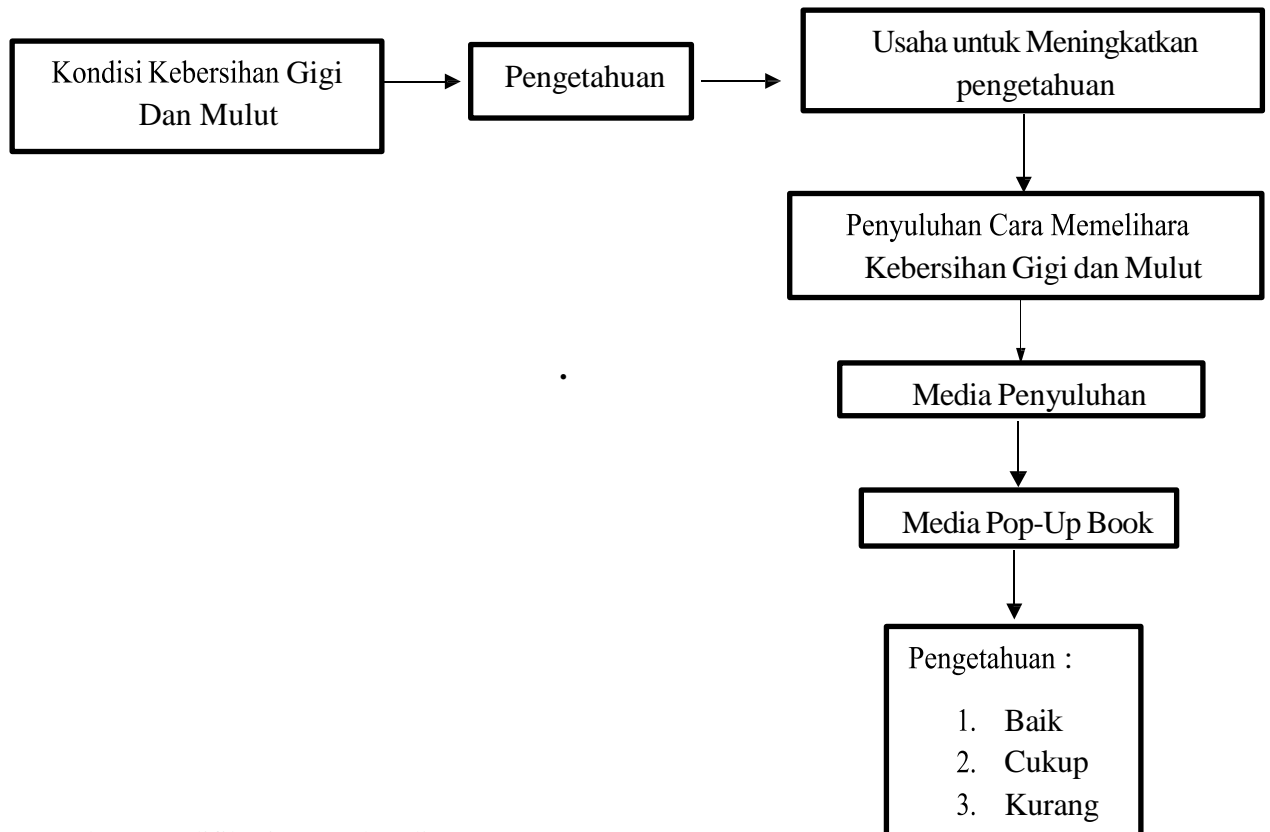 Kondisi Kebersihan Gigi
Dan Mulut
Pengetahuan
Usaha untuk Meningkatkan
pengetahuan
Penyuluhan Cara Memelihara
Kebersihan Gigi dan Mulut
.
Media Penyuluhan
Media Pop-Up Book
Pengetahuan :
1. Baik
2. Cukup
3. Kurang